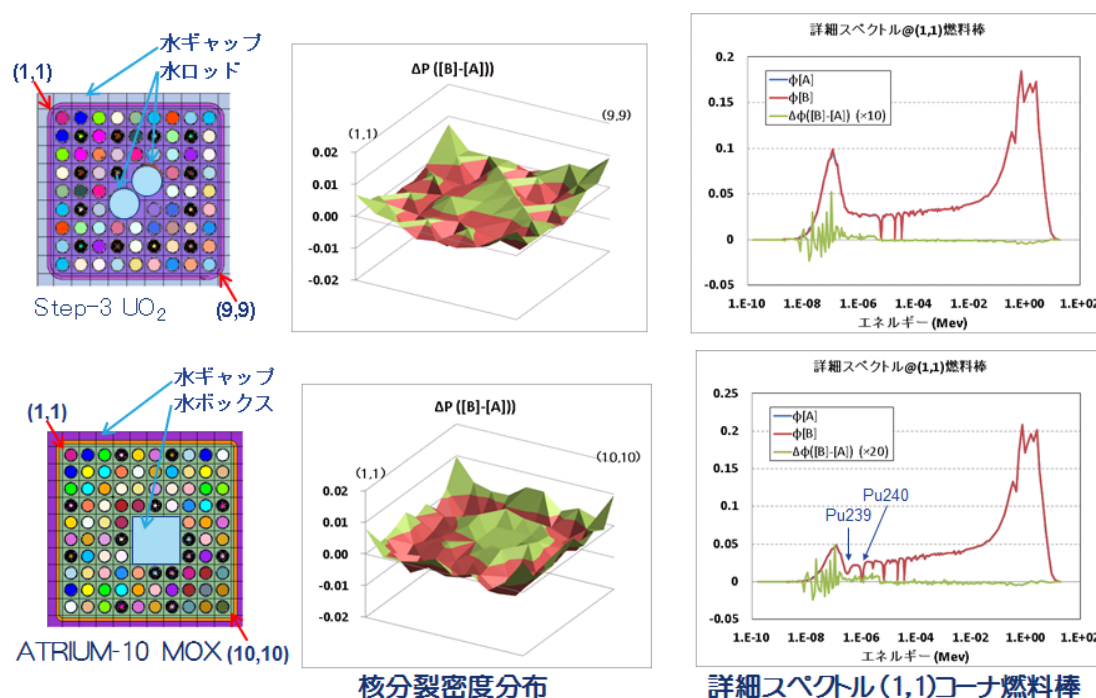 水ギャップ
水ロッド
(1,1)
(9,9)
Step-3 UO₂
ΔP ([B]-[A]))
(1,1)
(9,9)
0.02
0.01
0.00
-0.01
-0.02
詳細スペクトル@(1,1)燃料棒
φ[A]
φ[B]
Δφ([B]-[A]) (×10)
0.2
0.15
0.1
0.05
0
-0.05
1.E-10 1.E-08 1.E-06 1.E-04 1.E-02 1.E+00 1.E+02
エネルギー(Mev)
水ギャップ
水ボックス
(1,1)
ATRIUM-10 MOX (10,10)
ΔP ([B]-[A]))
(1,1)
(10,10)
0.02
0.01
0.00
-0.01
-0.02
核分裂密度分布
詳細スペクトル@(1,1)燃料棒
φ[A]
φ[B]
Δφ([B]-[A]) (×20)
Pu240
Pu239
0.25
0.2
0.15
0.1
0.05
0
-0.05
1.E-10 1.E-08 1.E-06 1.E-04 1.E-02 1.E+00 1.E+02
エネルギー(Mev)
詳細スペクトル(1,1)コーナ燃料棒